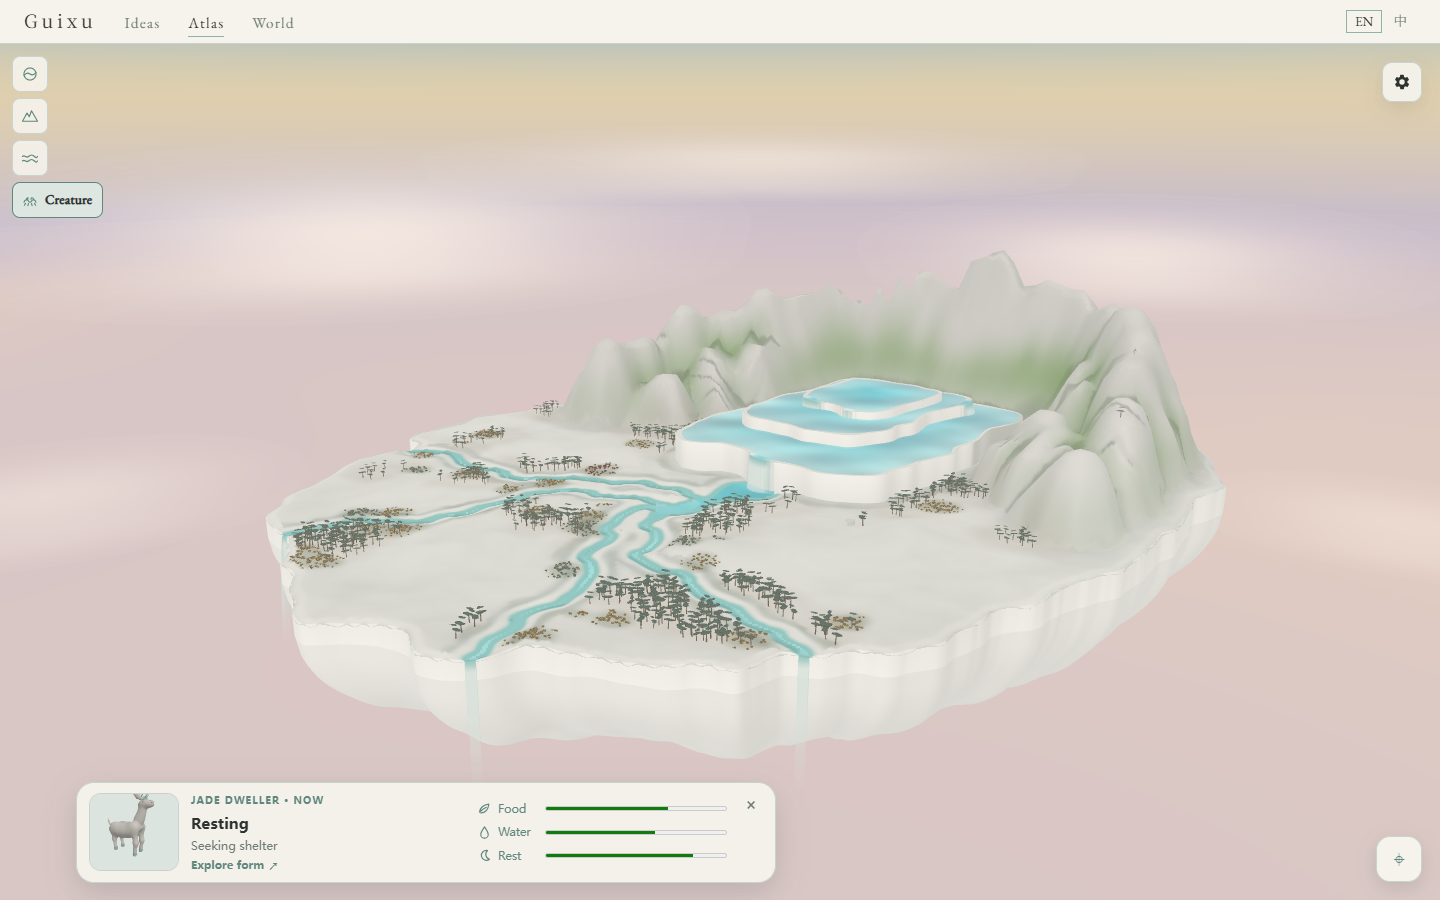 Guixu
Ideas
Atlas
World
EN
中
Creature
JADE DWELLER • NOW
Resting
Seeking shelter
Explore form ↗
Food
Water
Rest